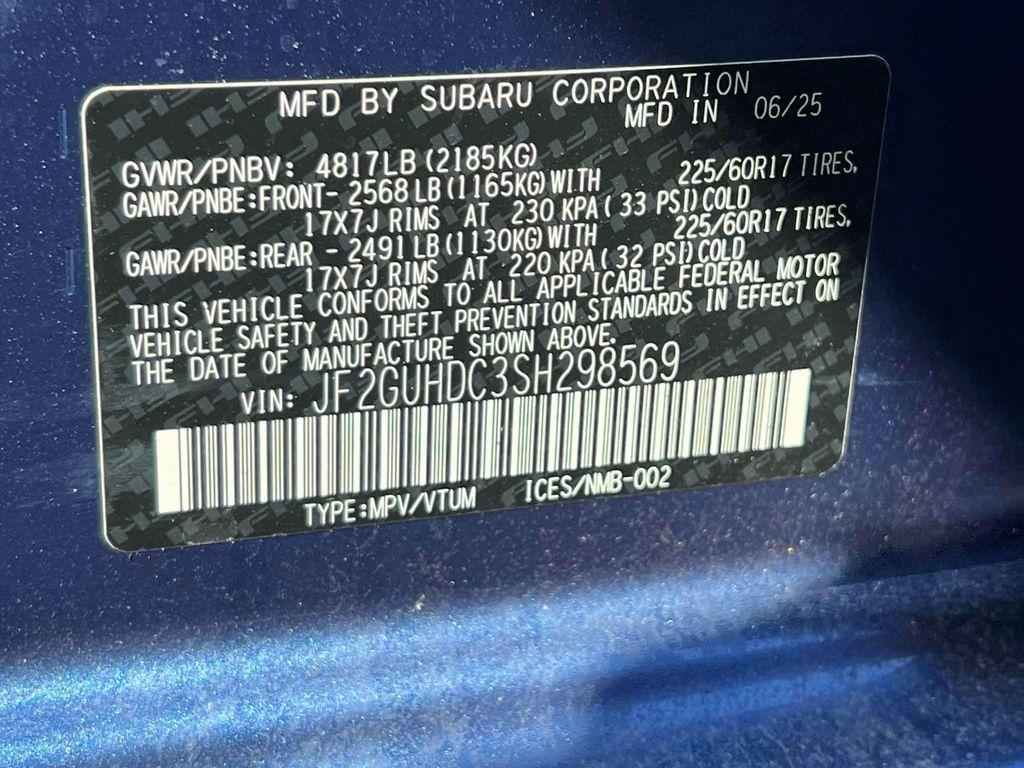 MFD BY SUBARU CORPORATION
MFD IN 06/25
GVWR/PNBV: 4817LB (2185KG)
GAWR/PNBE:FRONT- 2568 LB (1165KG) WITH 225/60R17 TIRES,
17X7J RIMS AT 230 KPA ( 33 PSI) COLD
GAWR/PNBE:REAR - 2491 LB (1130KG) WITH 225/60R17 TIRES,
17X7J RIMS AT 220 KPA ( 32 PSI) COLD
THIS VEHICLE CONFORMS TO ALL APPLICABLE FEDERAL MOTOR
VEHICLE SAFETY AND THEFT PREVENTION STANDARDS IN EFFECT ON
THE DATE OF MANUFACTURE SHOWN ABOVE.
VIN: JF2GUHDC3SH298569
TYPE:MPV/VTUM ICES/NMB-002